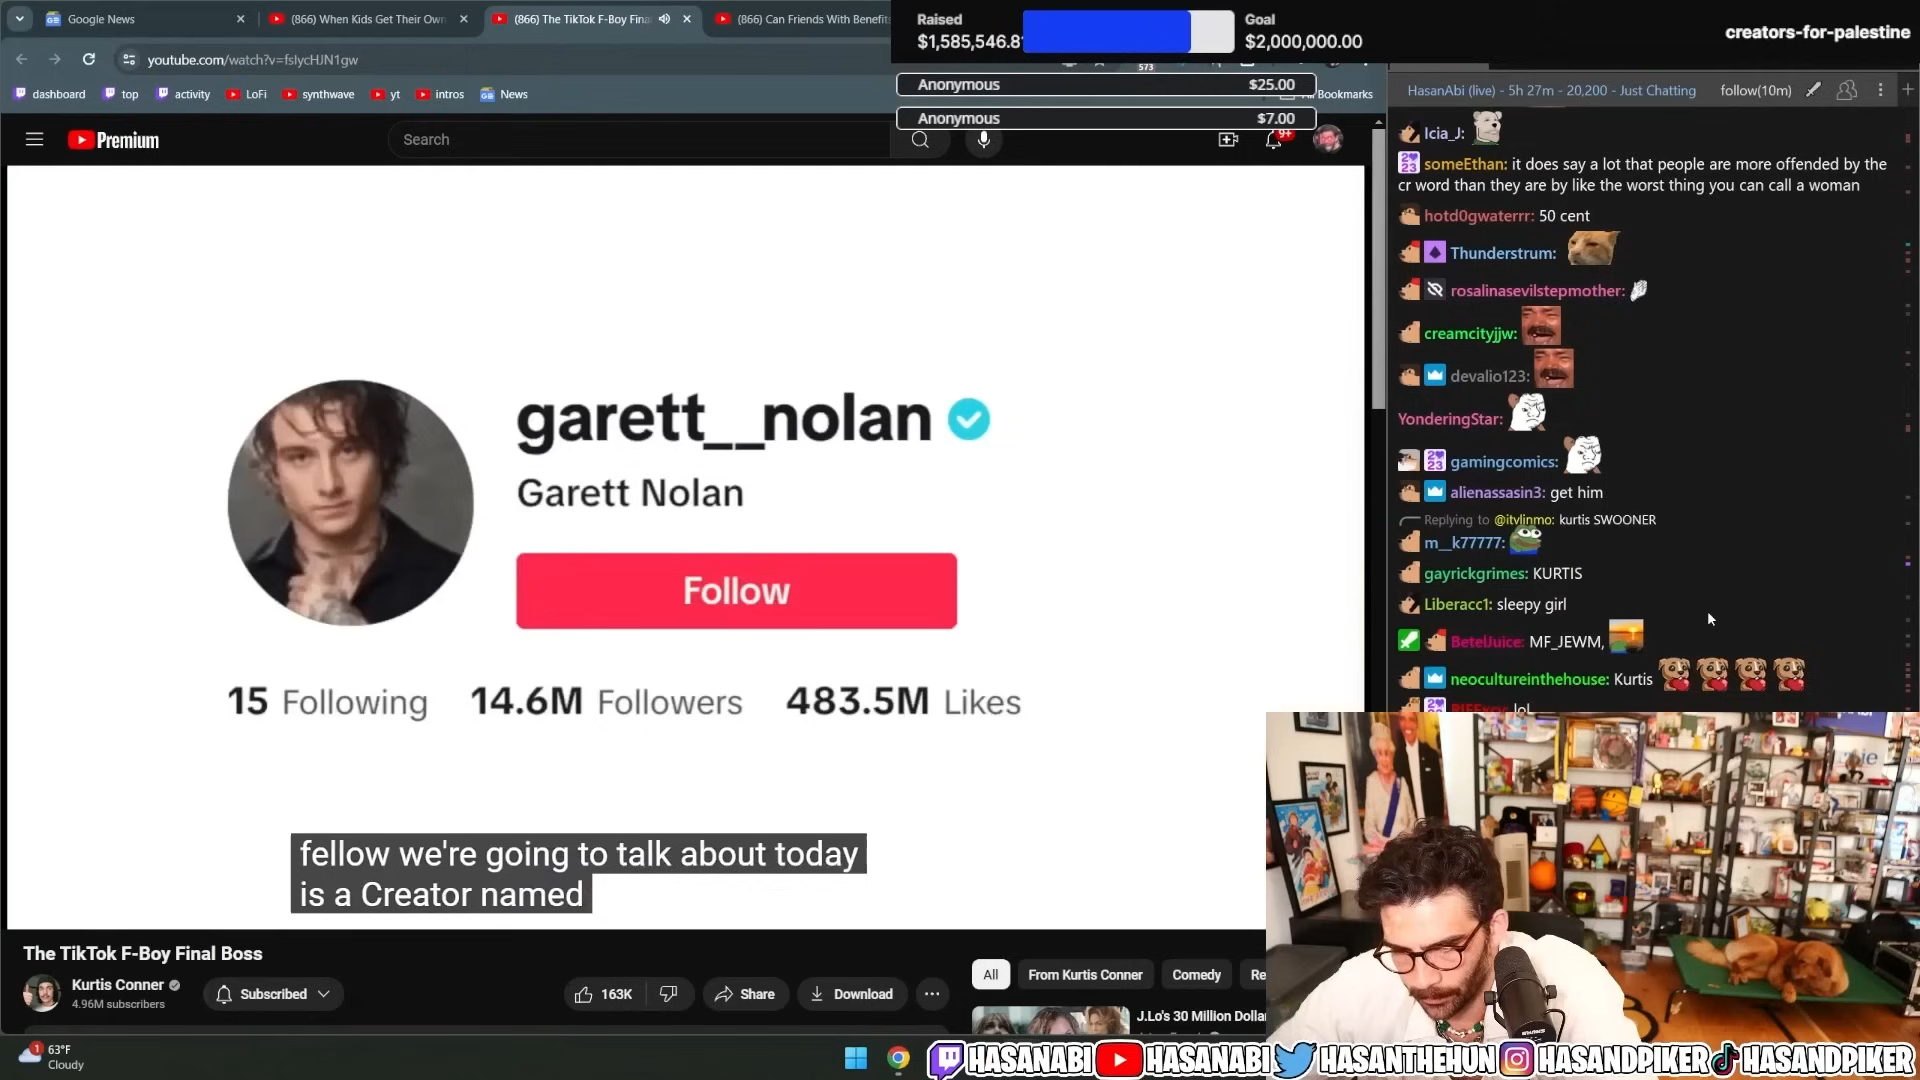 Google News
(866) When Kids Get Their Own
(866) The TikTok F-Boy Fina
(866) Can Friends With Benefit
youtube.com/watch?v=fslycHJN1gw
dashboard
top
activity
LoFi
synthwave
yt
intros
News
Bookmarks
573
Raised
$1,585,546.8
Goal
$2,000,000.00
creators-for-palestine
Anonymous
$25.00
Anonymous
$7.00
Premium
Search
9+
garett__nolan
Garett Nolan
Follow
15 Following
14.6M Followers
483.5M Likes
fellow we're going to talk about today
is a Creator named
The TikTok F-Boy Final Boss
Kurtis Conner
4.96M subscribers
Subscribed
163K
Share
Download
All
From Kurtis Conner
Comedy
Re
J.Lo's 30 Million Dolla
HasanAbi (live) - 5h 27m - 20,200 - Just Chatting
follow(10m)
Icia_J:
someEthan: it does say a lot that people are more offended by the
cr word than they are by like the worst thing you can call a woman
hotd0gwaterrr: 50 cent
Thunderstrum:
rosalinasevilstepmother:
creamcityjjw:
devalio123:
YonderingStar:
gamingcomics:
alienassasin3: get him
Replying to @itvlinmo: kurtis SWOONER
m__k77777:
gayrickgrimes: KURTIS
Liberacc1: sleepy girl
BetelJuice: MF_JEWM,
neocultureinthehouse: Kurtis
lol
1
63°F
Cloudy
HASANABI
HASANABI
HASANTHEHUN
HASANDPIKER
HASANDPIKER